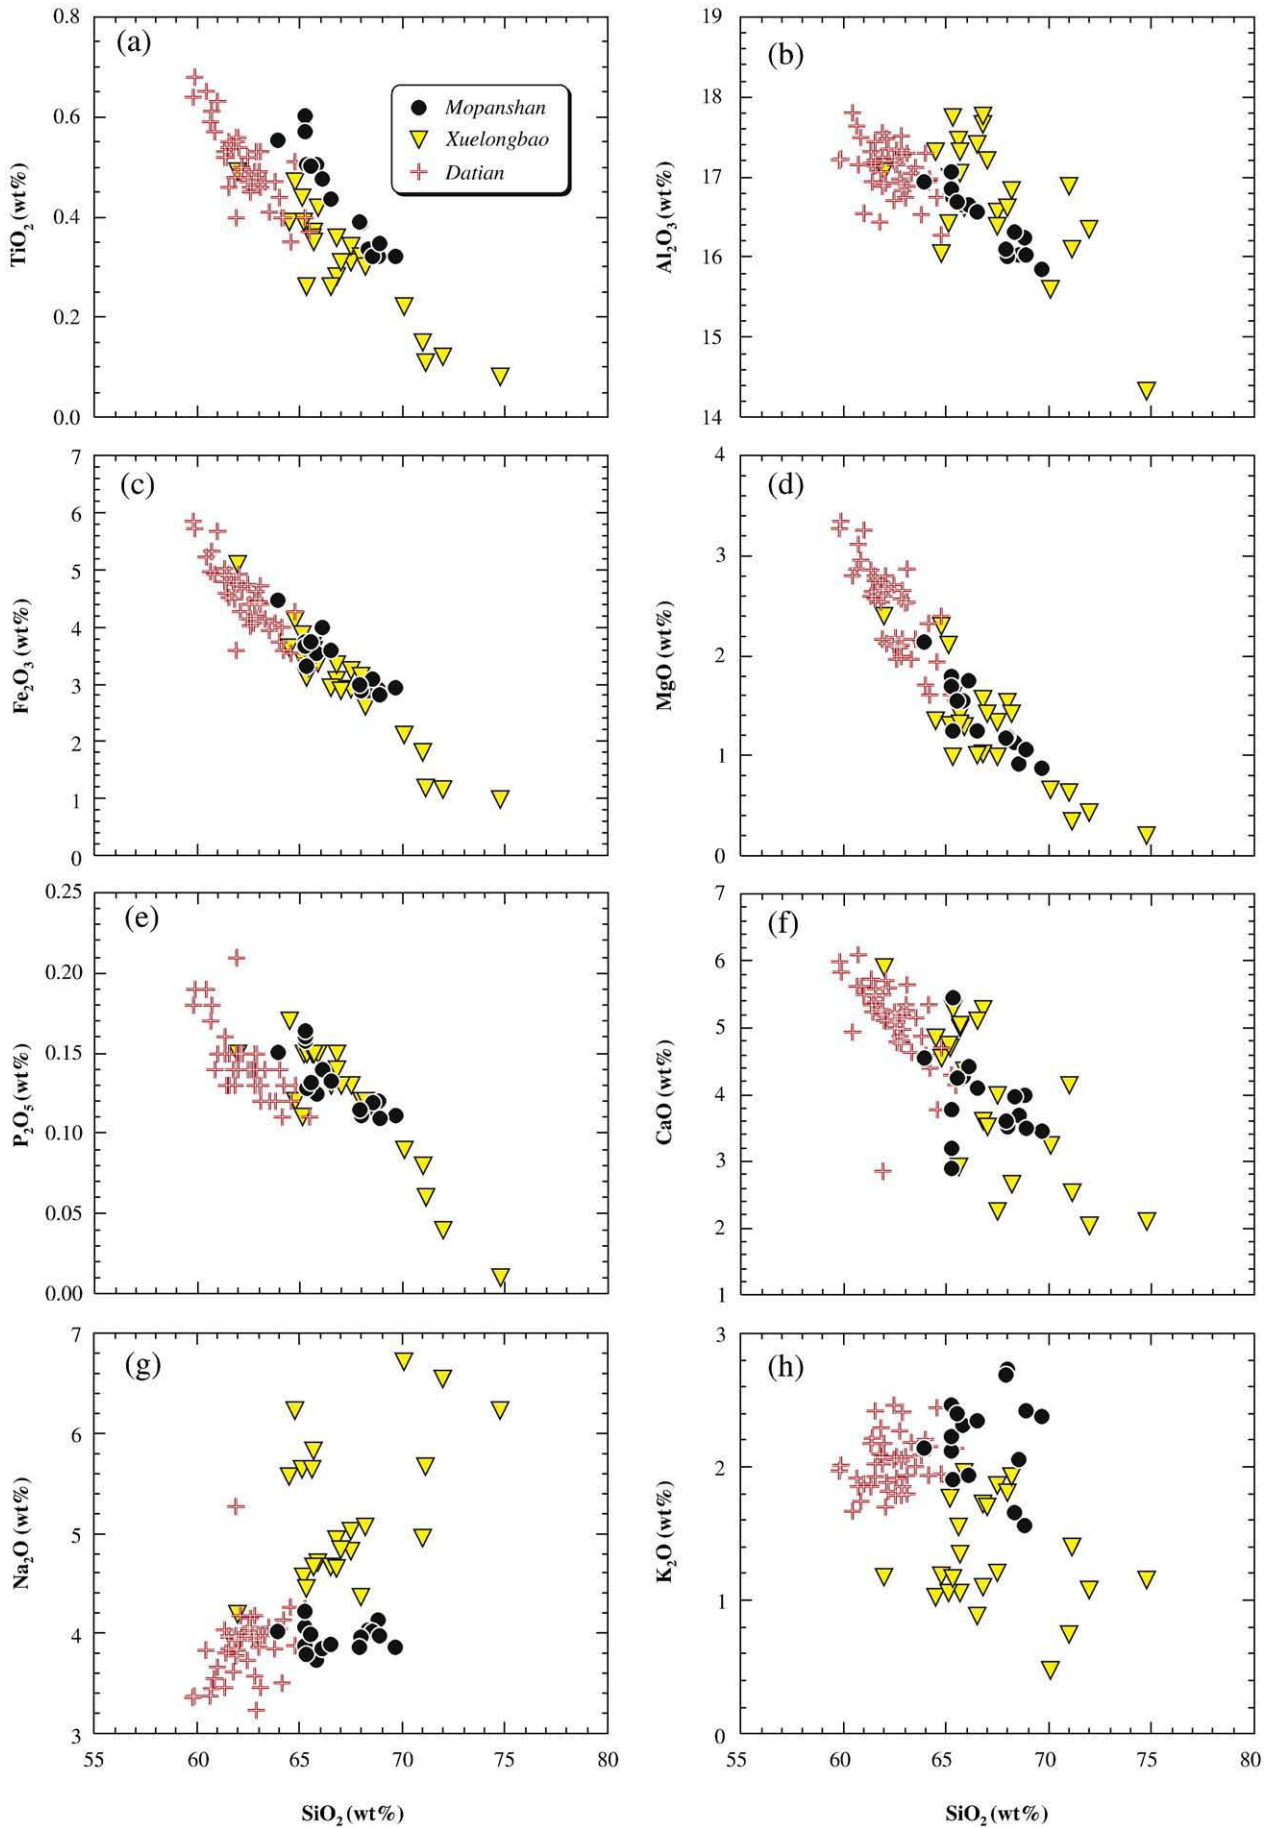 (a)
0.8
0.6
0.4
0.2
0.0
TiO₂ (wt%)
Mopanshan
Xuelongbao
Datian
(b)
19
18
17
16
15
14
Al₂O₃ (wt%)
(c)
7
6
5
4
3
2
1
0
Fe₂O₃ (wt%)
(d)
4
3
2
1
0
MgO (wt%)
(e)
0.25
0.20
0.15
0.10
0.05
0.00
P₂O₅ (wt%)
(f)
7
6
5
4
3
2
1
CaO (wt%)
(g)
7
6
5
4
3
Na₂O (wt%)
55 60 65 70 75 80
SiO₂ (wt%)
(h)
3
2
1
0
K₂O (wt%)
55 60 65 70 75 80
SiO₂ (wt%)